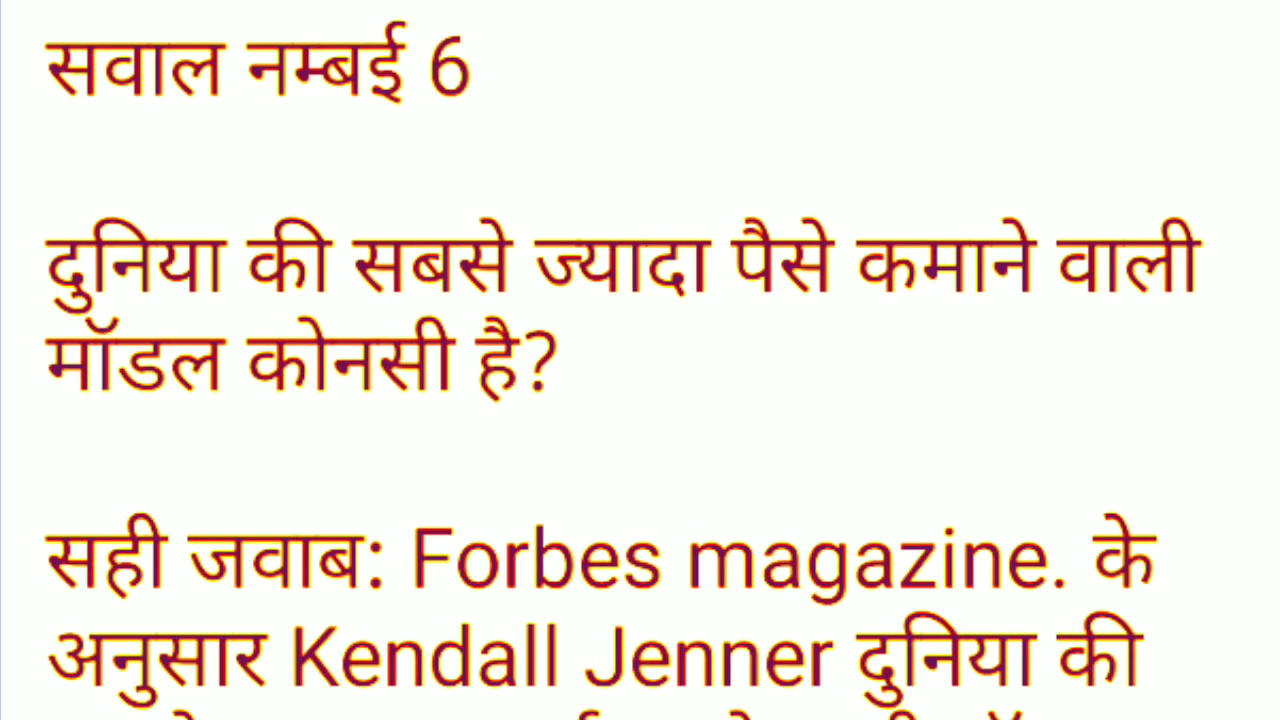 सवाल नम्बई 6
दुनिया की सबसे ज्यादा पैसे कमाने वाली
मॉडल कोनसी है?
सही जवाब: Forbes magazine. के
अनुसार Kendall Jenner दुनिया की